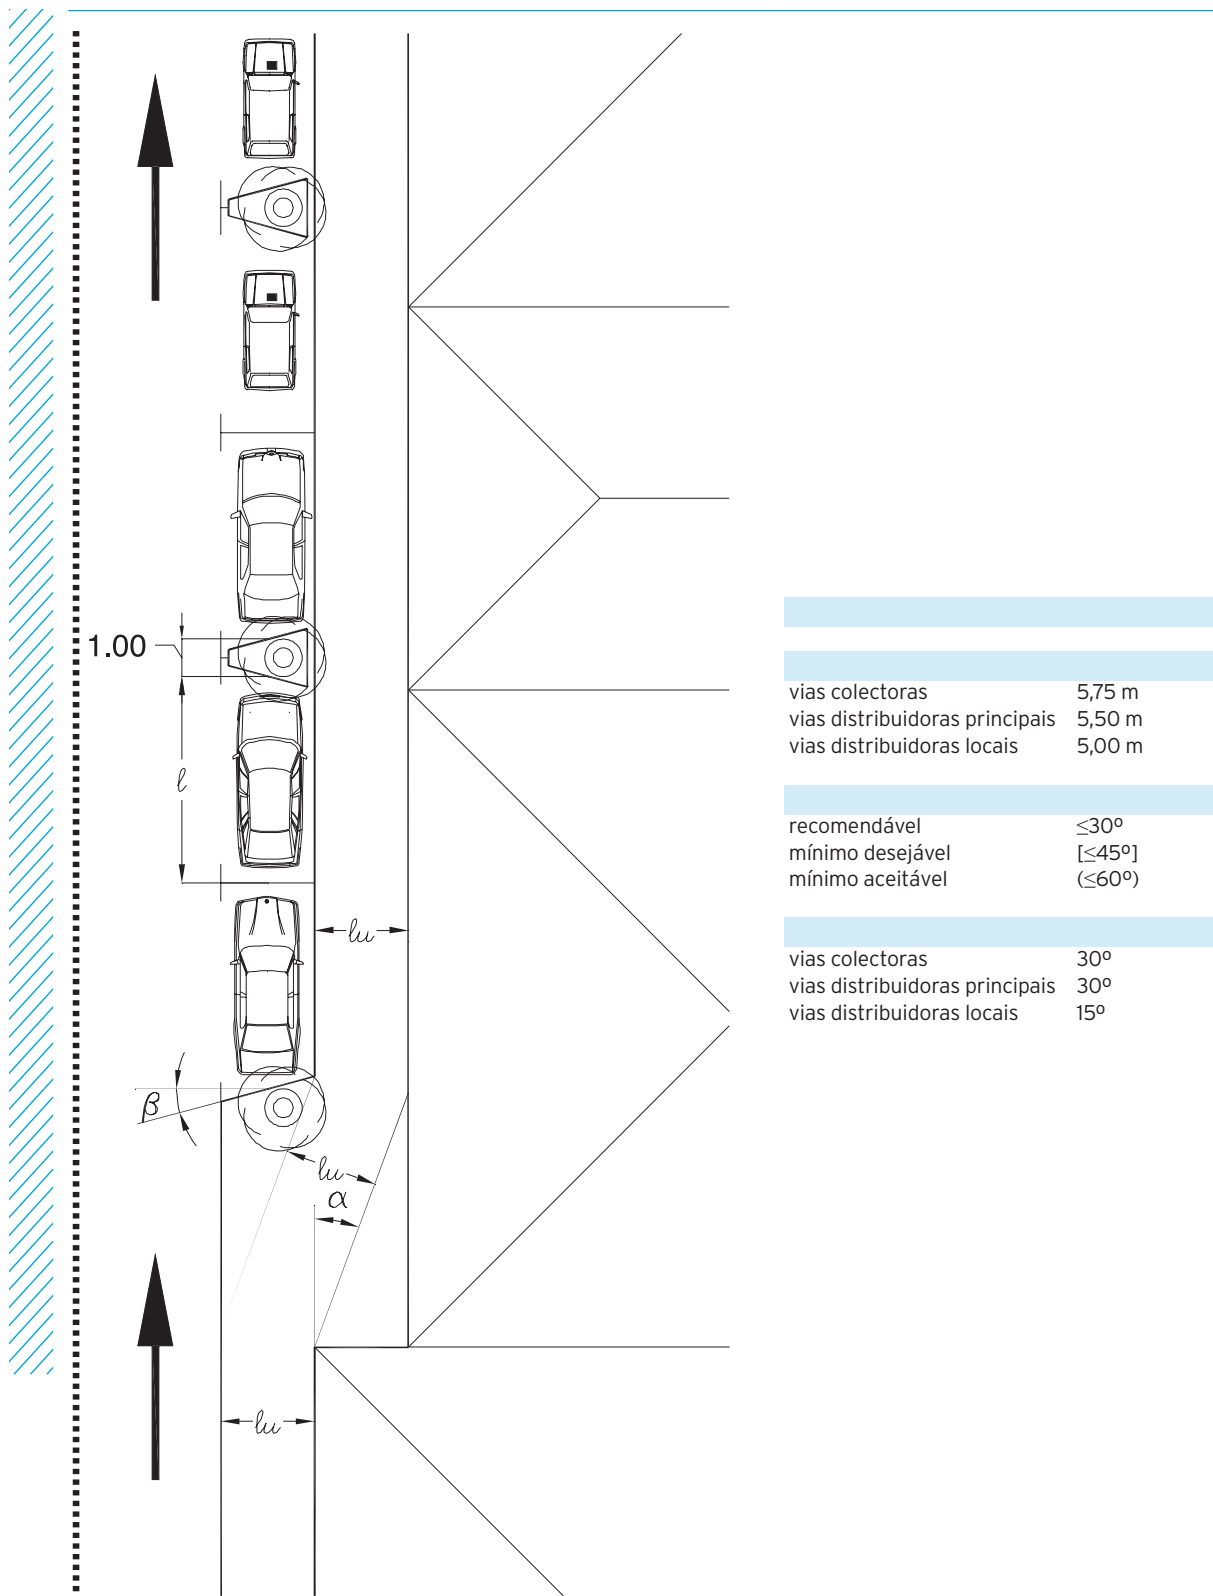 1.00
ℓ
lu
β
lu
α
lu
vias colectoras 5,75 m
vias distribuidoras principais 5,50 m
vias distribuidoras locais 5,00 m
recomendável ≤30º
mínimo desejável [≤45º]
mínimo aceitável (≤60º)
vias colectoras 30º
vias distribuidoras principais 30º
vias distribuidoras locais 15º